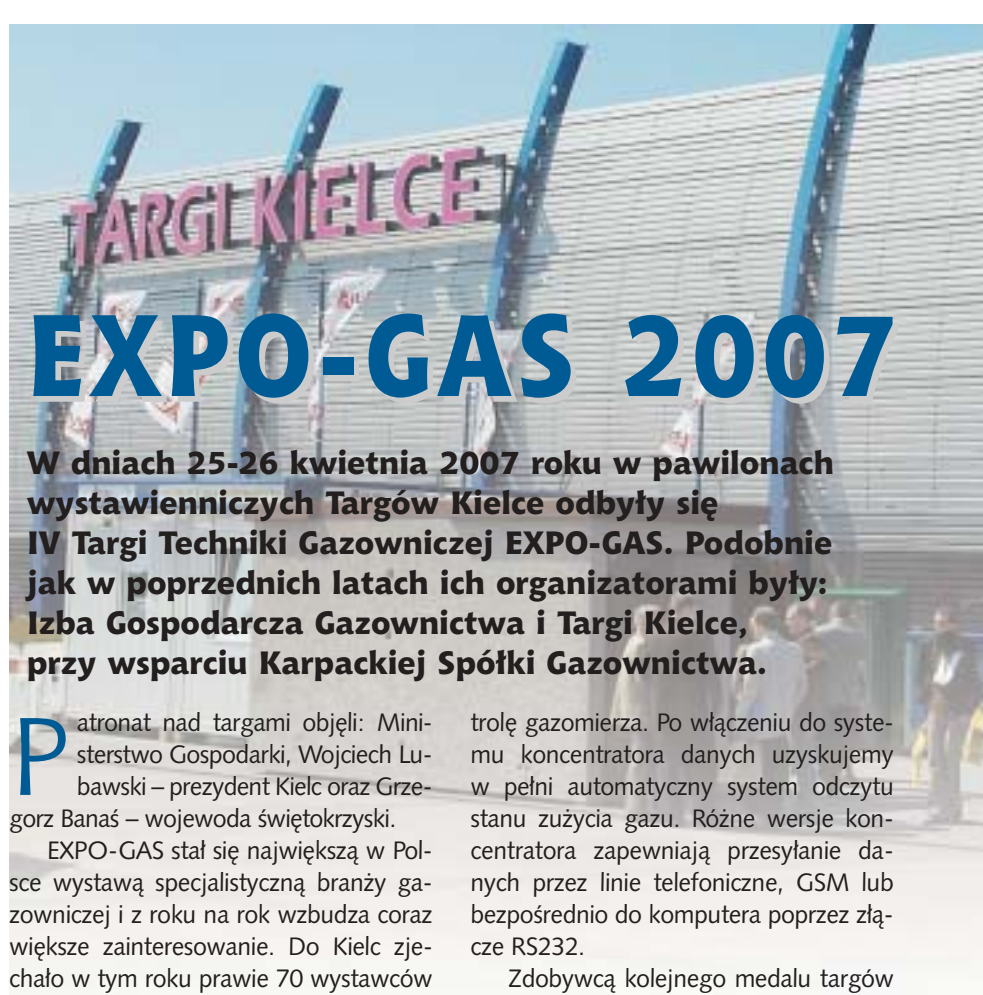 TARGI KIELCE
EXPO-GAS 2007
W dniach 25-26 kwietnia 2007 roku w pawilonach
wystawienniczych Targów Kielce odbyły się
IV Targi Techniki Gazowniczej EXPO-GAS. Podobnie
jak w poprzednich latach ich organizatorami były:
Izba Gospodarcza Gazownictwa i Targi Kielce,
przy wsparciu Karpackiej Spółki Gazownictwa.
Patronat nad targami objęli: Mini-
sterstwo Gospodarki, Wojciech Lu-
bawski – prezydent Kielc oraz Grze-
gorz Banaś – wojewoda świętokrzyski.
EXPO-GAS stał się największą w Pol-
sce wystawą specjalistyczną branży ga-
zowniczej i z roku na rok wzbudza coraz
większe zainteresowanie. Do Kielc zje-
chało w tym roku prawie 70 wystawców
trolę gazomierza. Po włączeniu do syste-
mu koncentratora danych uzyskujemy
w pełni automatyczny system odczytu
stanu zużycia gazu. Różne wersje kon-
centratora zapewniają przesyłanie da-
nych przez linie telefoniczne, GSM lub
bezpośrednio do komputera poprzez złą-
cze RS232.
Zdobywcą kolejnego medalu targów